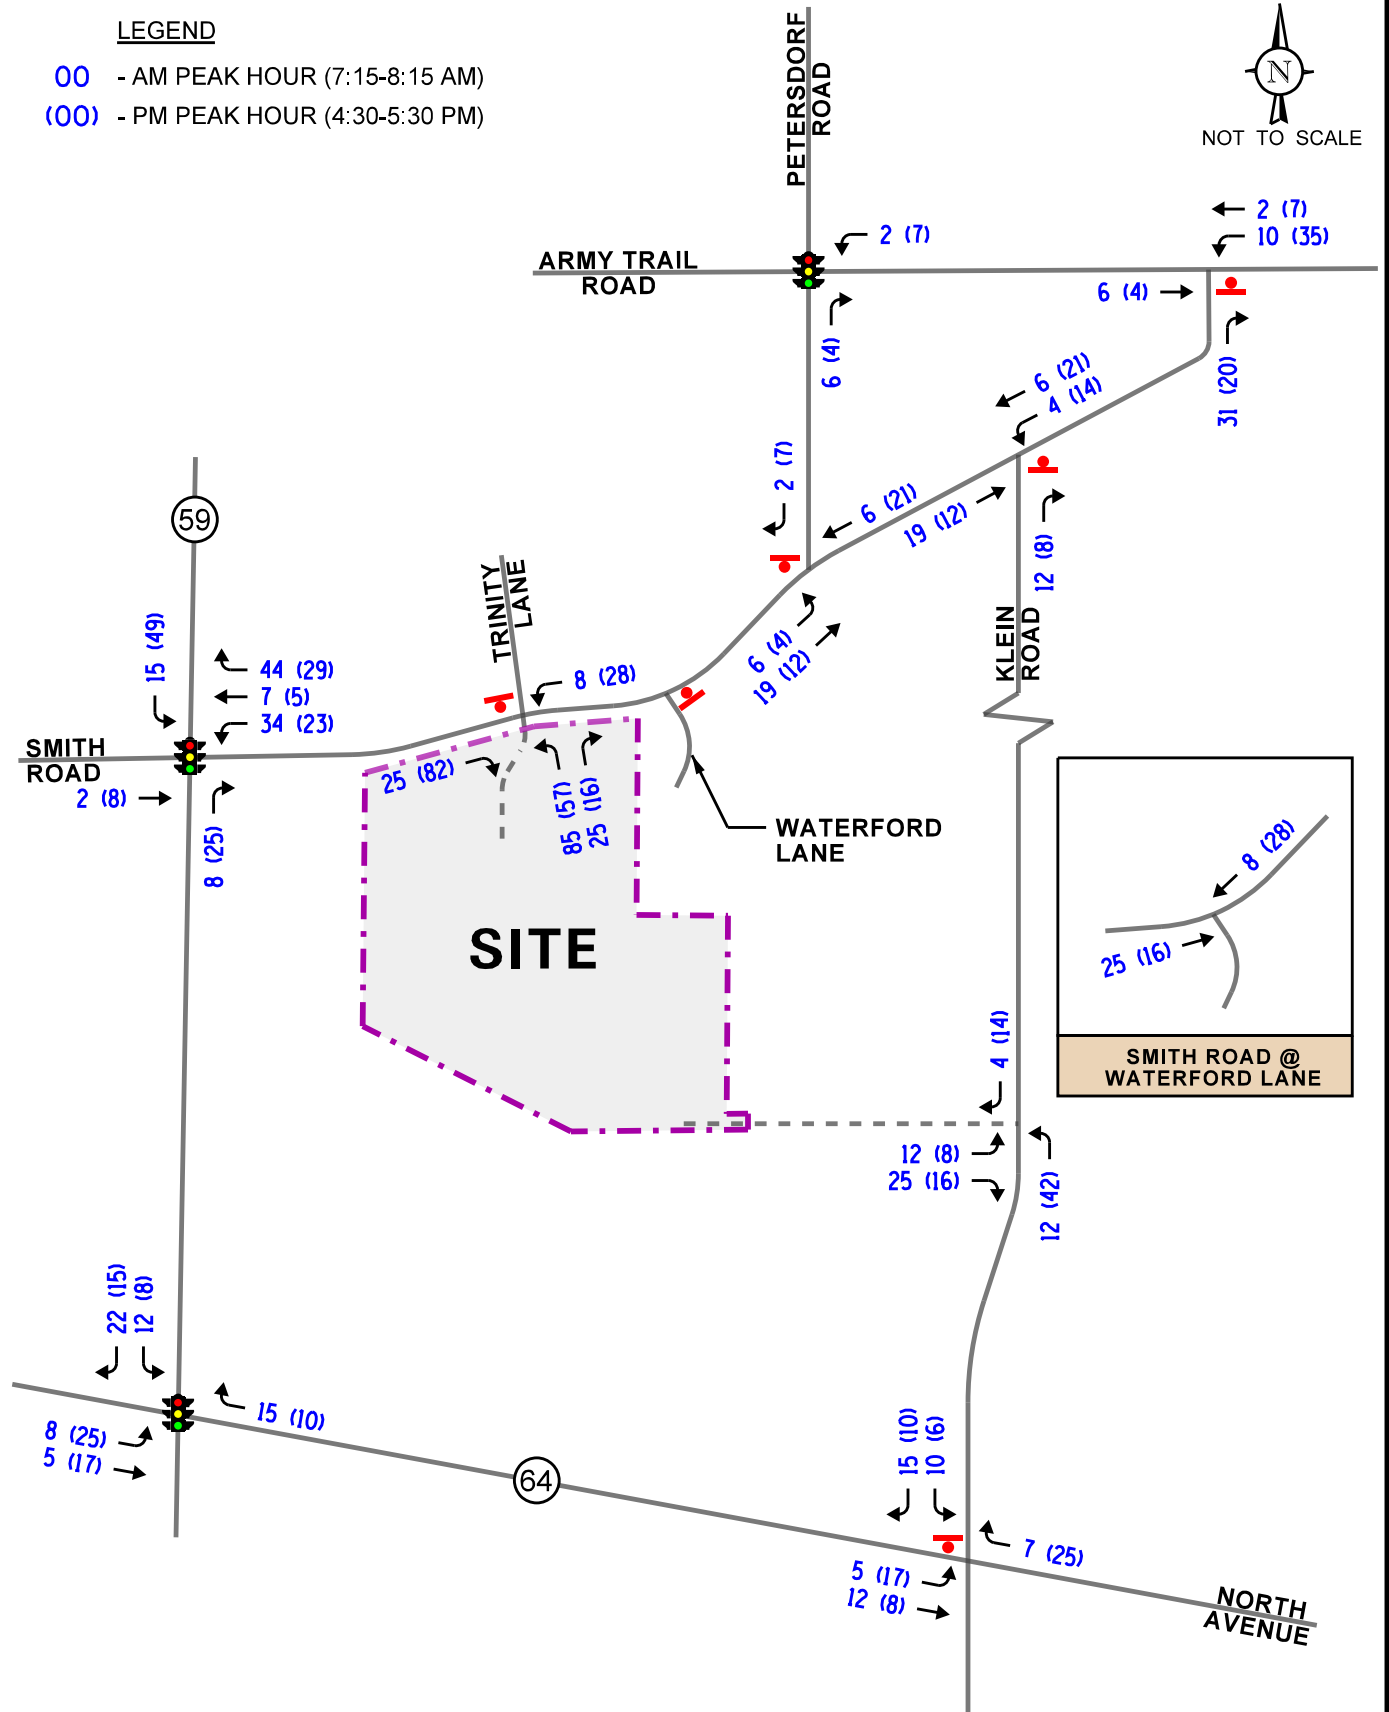 LEGEND
00 - AM PEAK HOUR (7:15-8:15 AM)
(00) - PM PEAK HOUR (4:30-5:30 PM)
PETERSDORF
ROAD
N
NOT TO SCALE
2 (7)
10 (35)
2 (7)
ARMY TRAIL
ROAD
6 (4)
6 (4)
31 (20)
6 (21)
4 (14)
2 (7)
6 (21)
19 (12)
12 (8)
59
TRINITY
LANE
KLEIN
ROAD
15 (49)
44 (29)
7 (5)
34 (23)
8 (28)
6 (4)
19 (12)
SMITH
ROAD
2 (8)
8 (25)
25 (82)
85 (57)
25 (16)
WATERFORD
LANE
SITE
8 (28)
25 (16)
SMITH ROAD @
WATERFORD LANE
4 (14)
12 (8)
25 (16)
12 (42)
22 (15)
12 (8)
15 (10)
8 (25)
5 (17)
64
15 (10)
10 (6)
7 (25)
5 (17)
12 (8)
NORTH
AVENUE